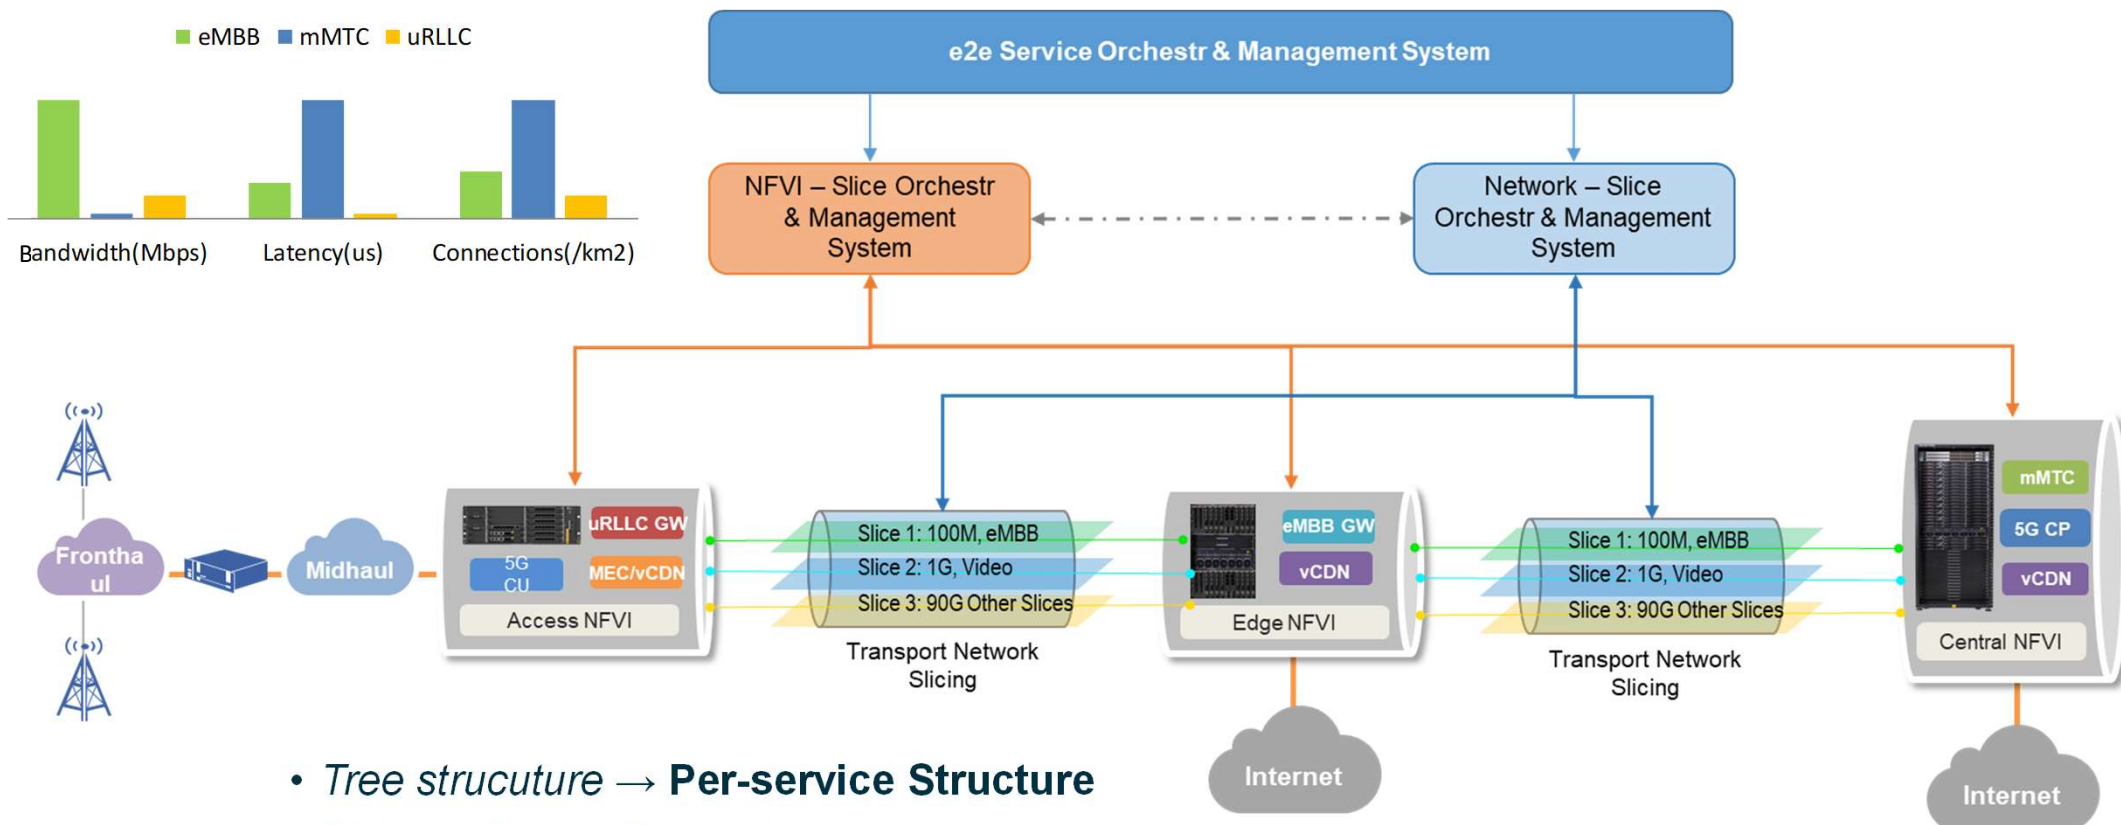 eMBB mMTC uRLLC
Bandwidth(Mbps) Latency(us) Connections(/km2)
e2e Service Orchestr & Management System
NFVI – Slice Orchestr
& Management
System
Network – Slice
Orchestr & Management
System
Frontha
ul
Midhaul
uRLLC GW
5G
CU
MEC/vCDN
Access NFVI
Slice 1: 100M, eMBB
Slice 2: 1G, Video
Slice 3: 90G Other Slices
Transport Network
Slicing
eMBB GW
vCDN
Edge NFVI
Internet
Slice 1: 100M, eMBB
Slice 2: 1G, Video
Slice 3: 90G Other Slices
Transport Network
Slicing
mMTC
5G CP
vCDN
Central NFVI
Internet
• Tree strucuture → Per-service Structure